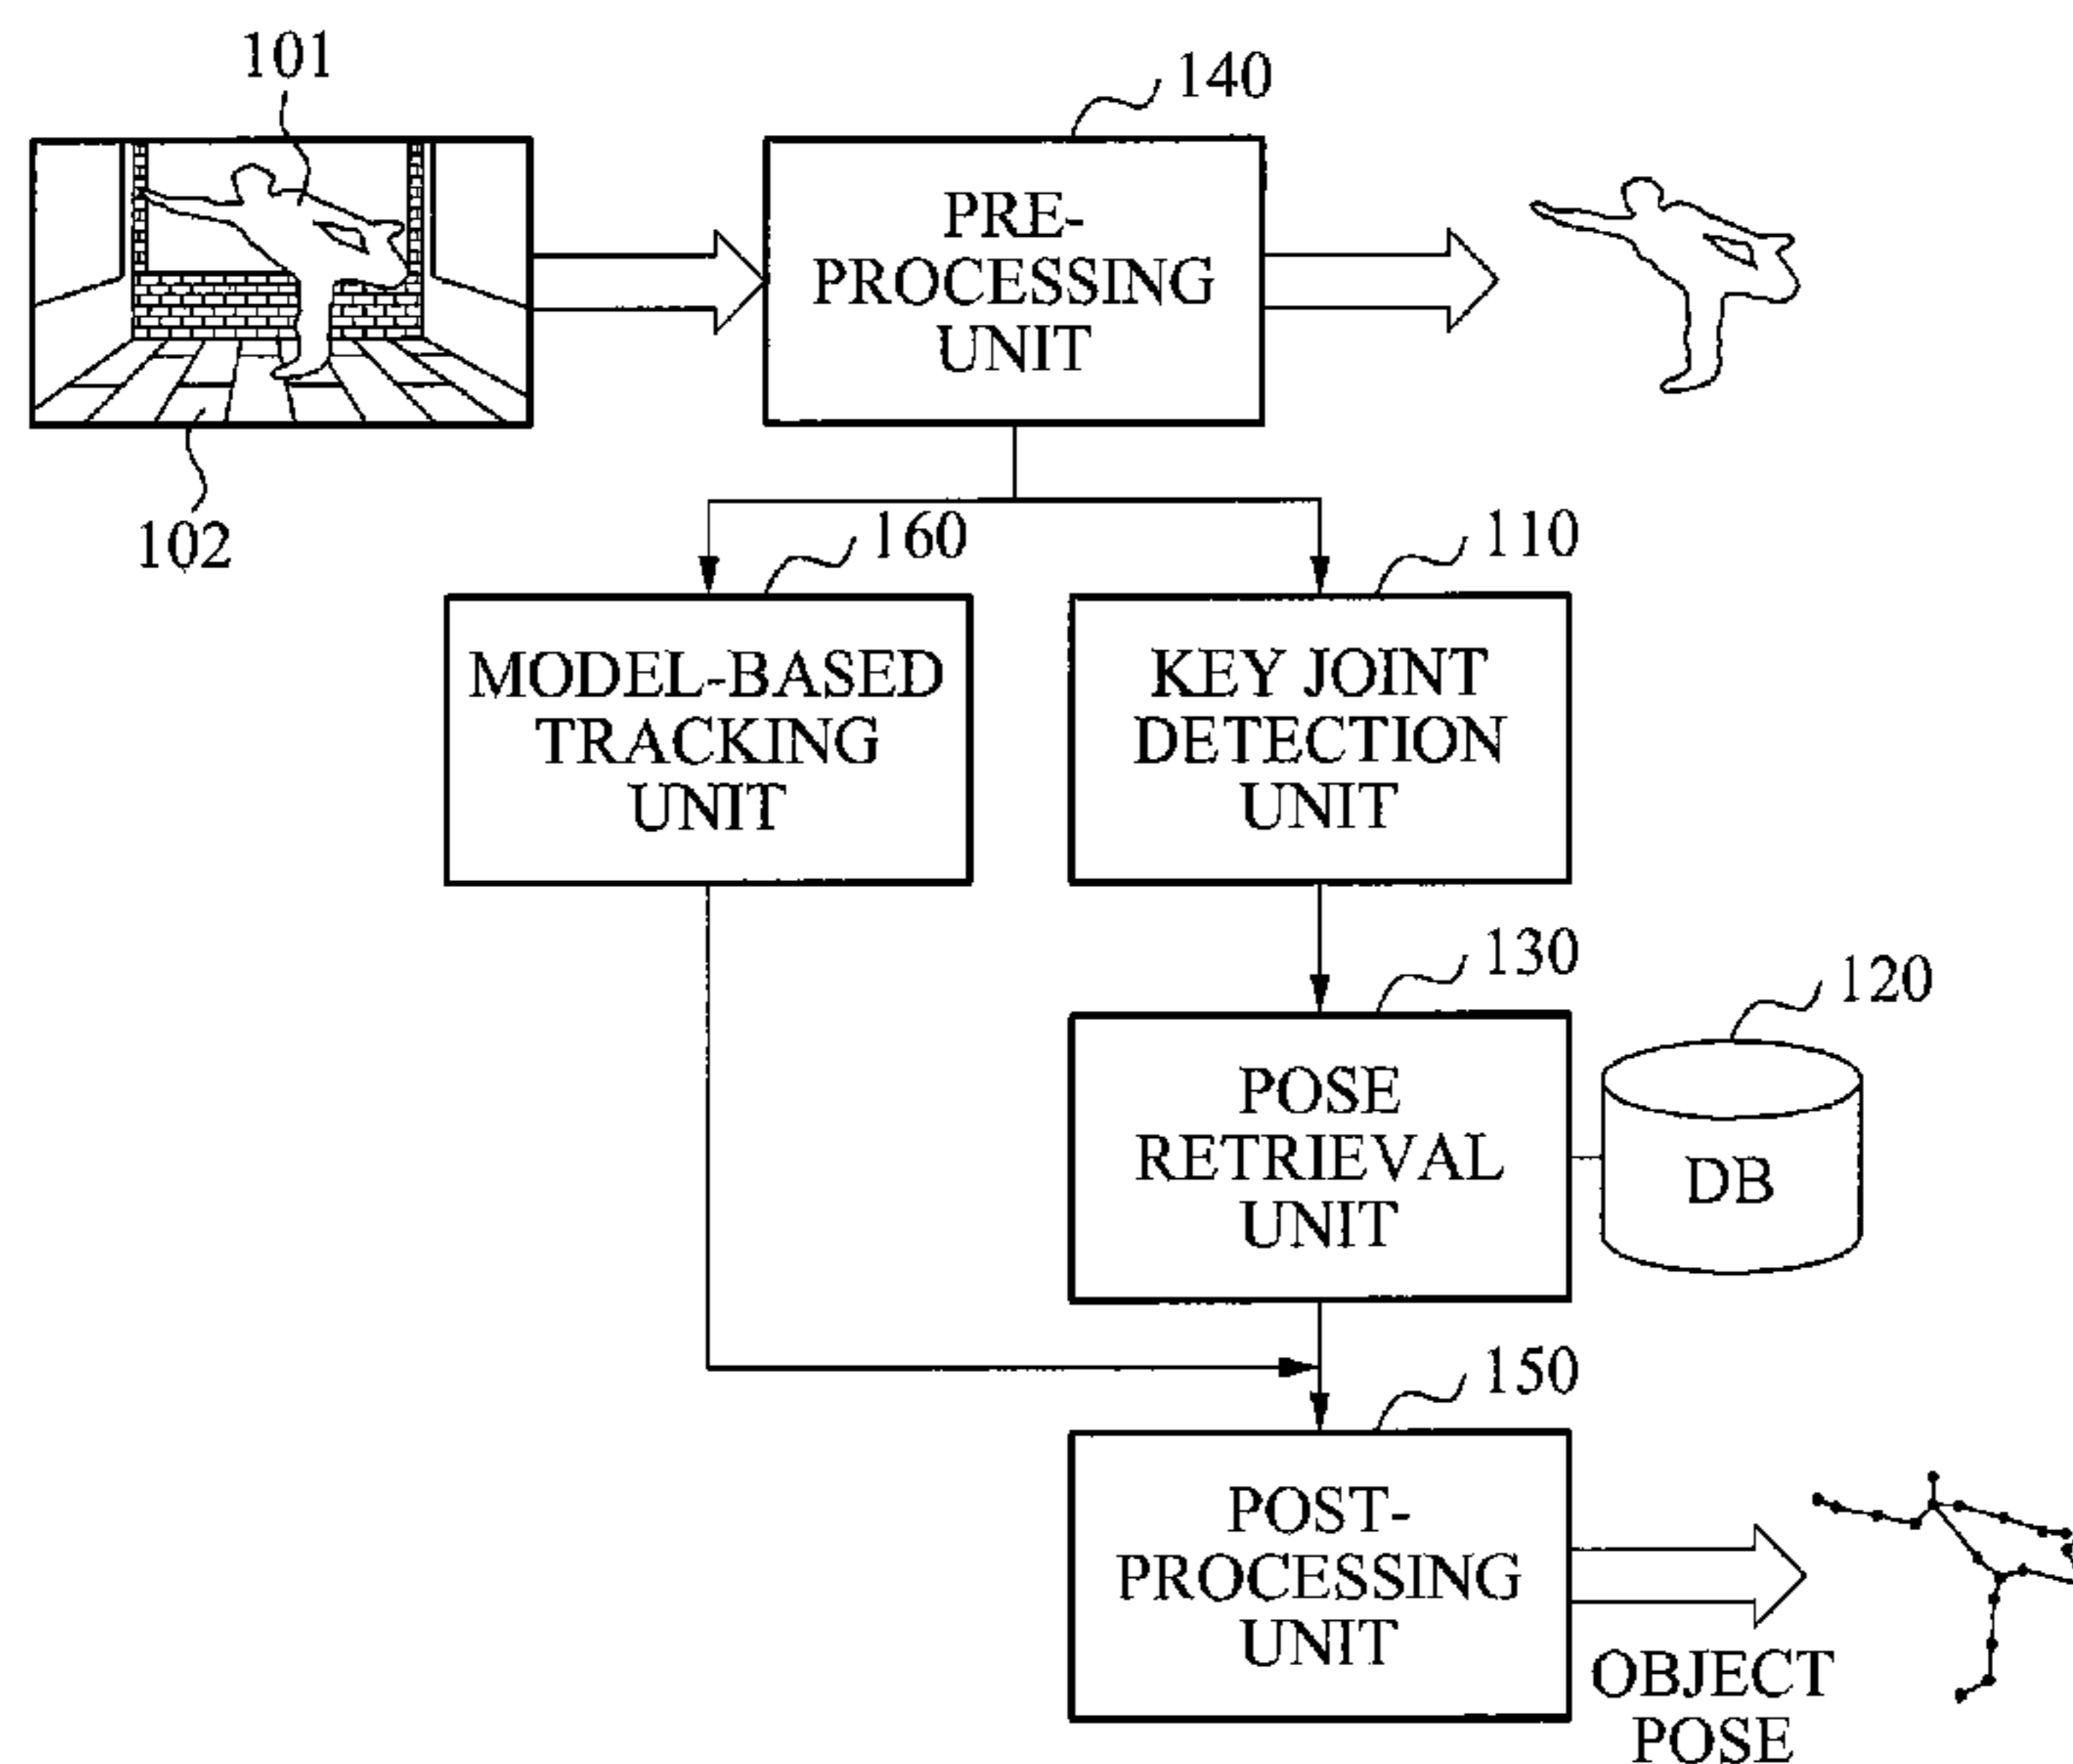 101
140
PRE-
PROCESSING
UNIT
102
160
110
MODEL-BASED
TRACKING
UNIT
KEY JOINT
DETECTION
UNIT
130
120
POSE
RETRIEVAL
UNIT
DB
150
POST-
PROCESSING
UNIT
OBJECT
POSE